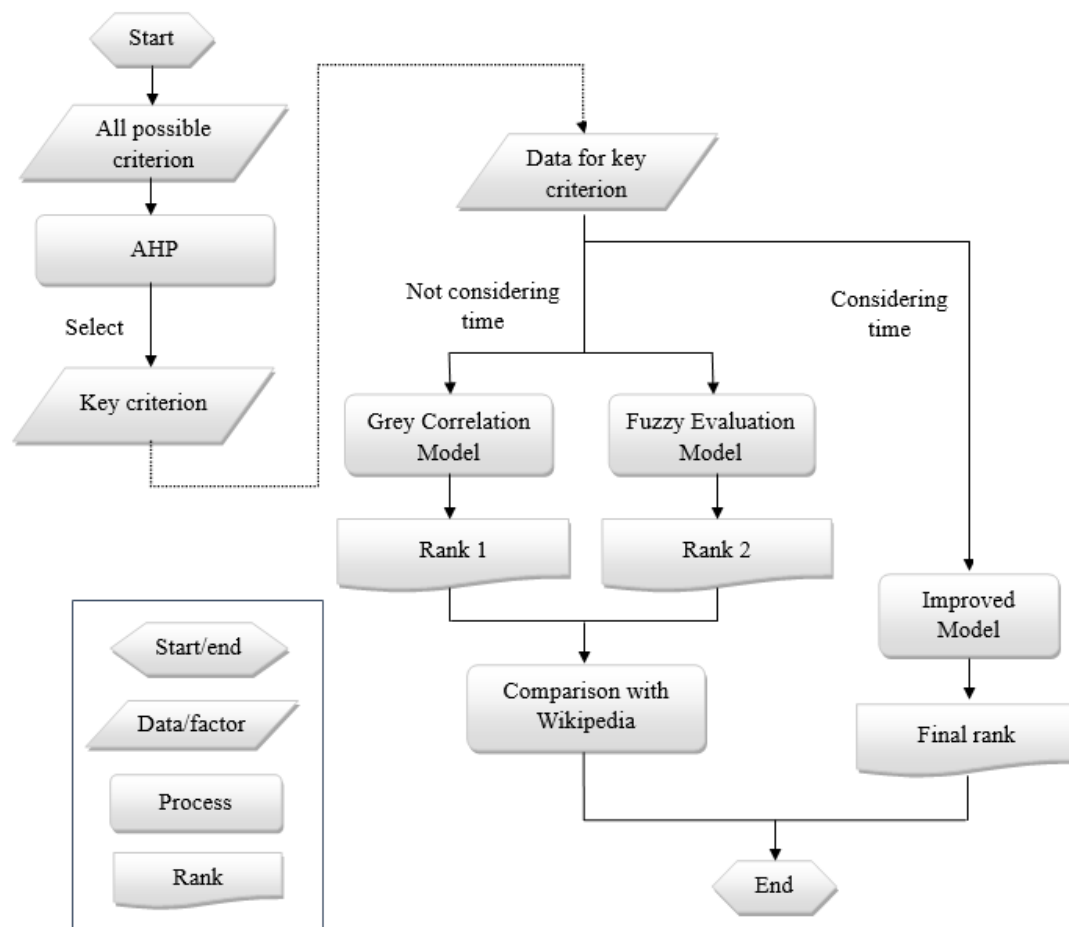 Start
All possible
criterion
AHP
Select
Key criterion
Data for key
criterion
Not considering
time
Considering
time
Grey Correlation
Model
Fuzzy Evaluation
Model
Rank 1
Rank 2
Improved
Model
Comparison with
Wikipedia
Final rank
End
Start/end
Data/factor
Process
Rank